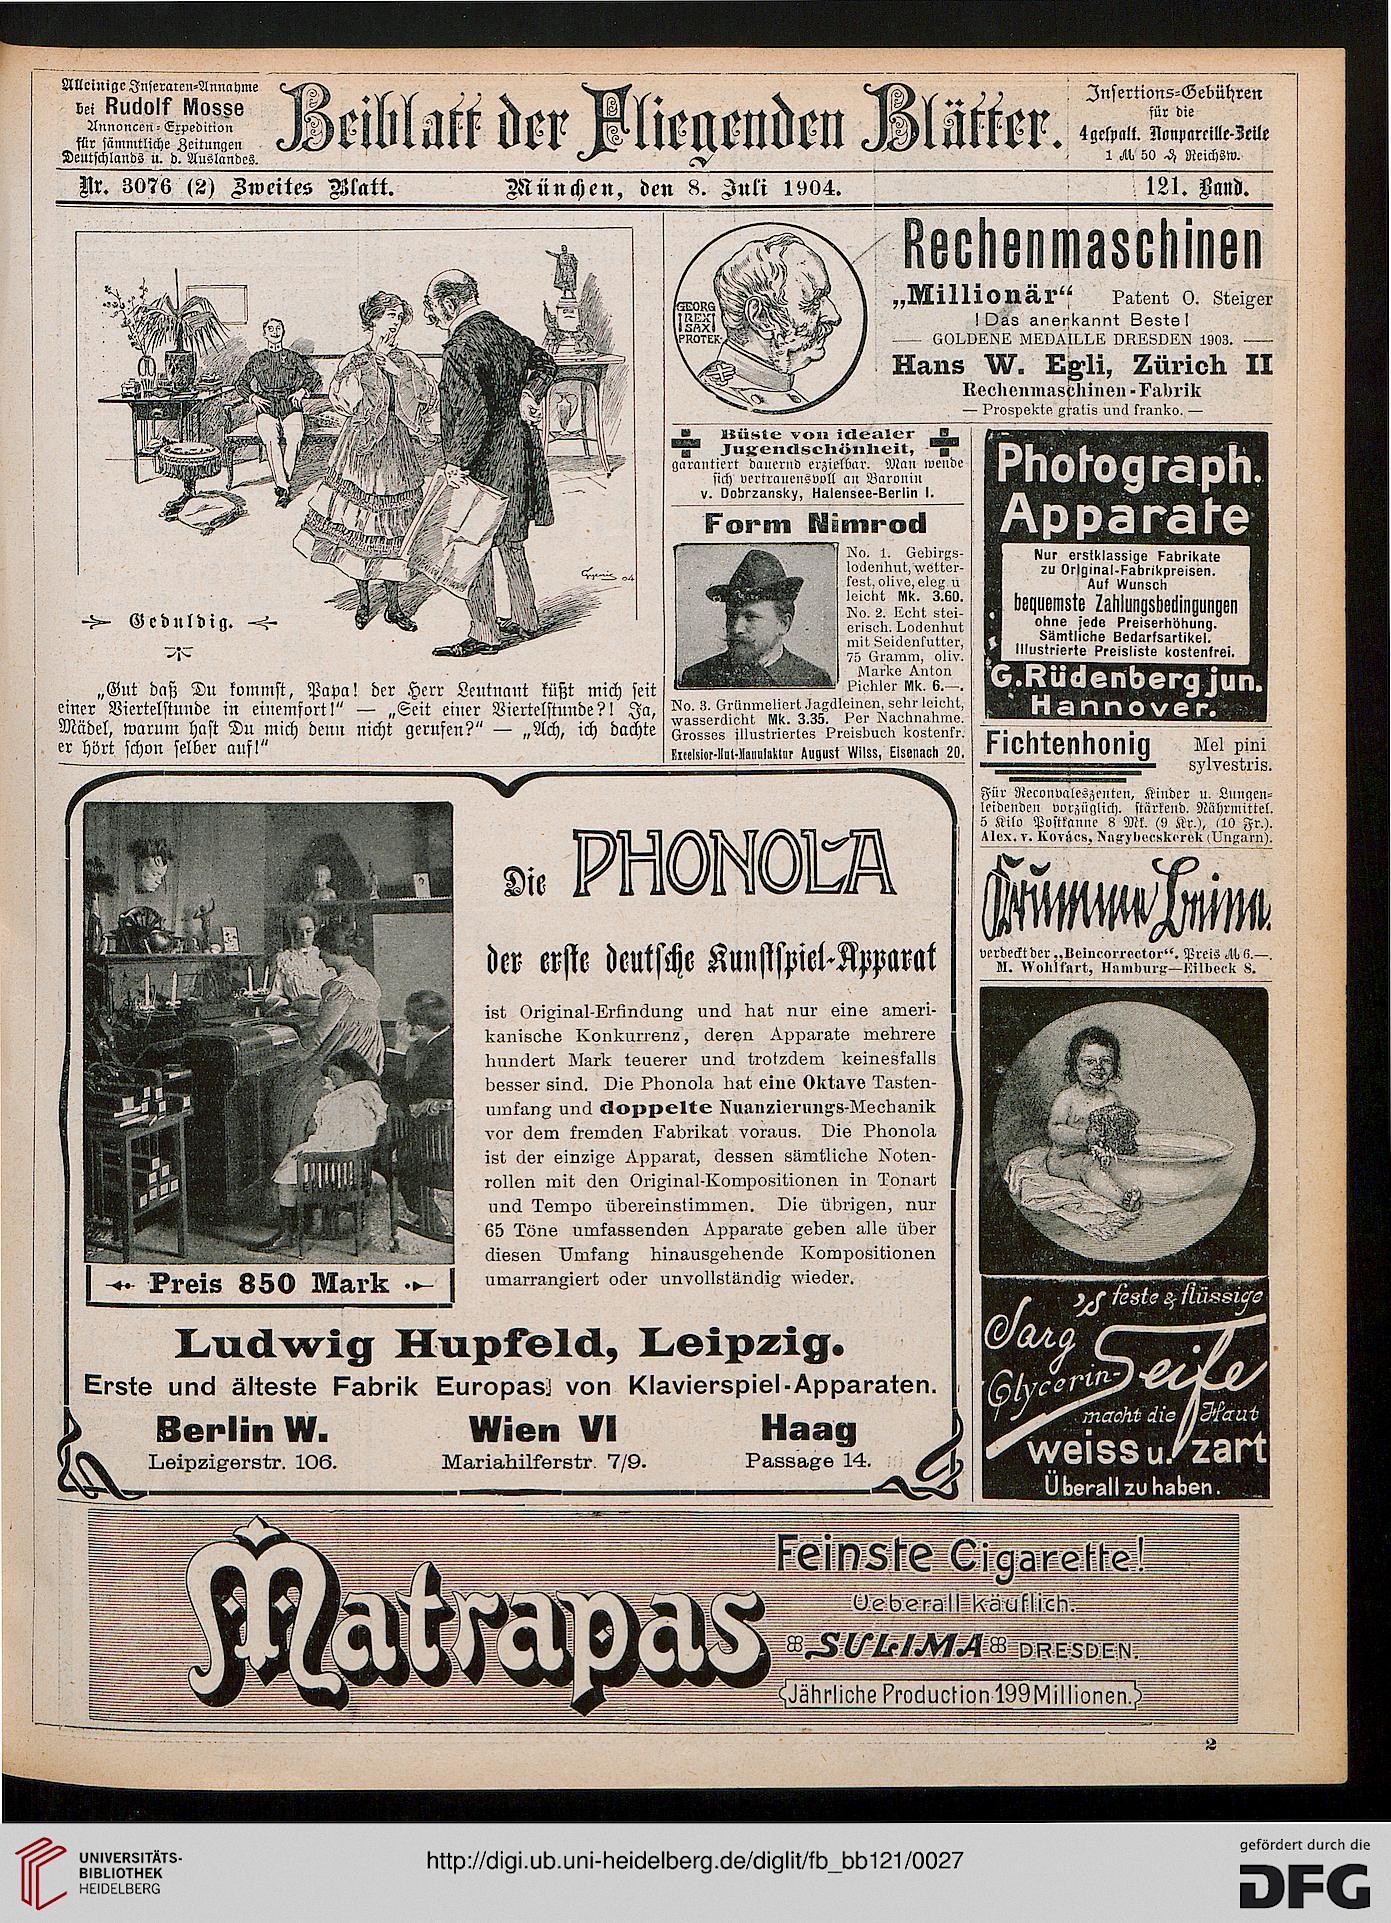 Alleinige Inseraten-Annahme
bei Rudolf Mosse
Annoncen-Expedition
für sämmtliche Zeitungen
Deutschlands u. d. Auslandes.
Beiblatt der Fliegenden Blätter.
Insertions-Gebühren
für die
4gespalt. Nonpareille-Zeile
1 ℳ 50 ₰ Reichsw.
Nr. 3076 (2) Zweites Blatt. München, den 8. Juli 1904. 121. Band.
04
Geduldig.
„Gut daß Du kommst, Papa! der Herr Leutnant küßt mich seit
einer Viertelstunde in einemfort!“ — „Seit einer Viertelstunde?! Ja,
Mädel, warum hast Du mich denn nicht gerufen?“ — „Ach, ich dachte
er hört schon selber auf!“
GEORG
REX
SAX
PROTEK
Rechenmaschinen
„Millionär“ Patent O. Steiger
! Das anerkannt Beste !
GOLDENE MEDAILLE DRESDEN 1903.
Hans W. Egli, Zürich II
Rechenmaschinen-Fabrik
— Prospekte gratis und franko. —
Büste von idealer
Jugendschönheit,
garantiert dauernd erzielbar. Man wende
sich vertrauensvoll an Baronin
v. Dobrzansky, Halensee-Berlin I.
Form Nimrod
No. 1. Gebirgs-
lodenhut, wetter-
fest, olive, eleg. u
leicht Mk. 3.60.
No. 2. Echt stei-
erisch. Lodenhut
mit Seidenfutter,
75 Gramm, oliv.
Marke Anton
Pichler Mk. 6.—.
No. 3. Grünmeliert Jagdleinen, sehr leicht,
wasserdicht Mk. 3.35. Per Nachnahme.
Grosses illustriertes Preisbuch kostenfr.
Excelsior-Hut-Manufaktur August Wilss, Eisenach 20.
Photograph.
Apparate
Nur erstklassige Fabrikate
zu Original-Fabrikpreisen.
Auf Wunsch
bequemste Zahlungsbedingungen
ohne jede Preiserhöhung.
Sämtliche Bedarfsartikel.
Illustrierte Preisliste kostenfrei.
G. Rüdenberg jun.
Hannover.
Fichtenhonig Mel pini
sylvestris.
Für Reconvaleszenten, Kinder u. Lungen-
leidenden vorzüglich, stärkend. Nährmittel.
5 Kilo Postkanne 8 Mk. (9 Kr.), (10 Fr.).
Alex. v. Kovács, Nagybecskerek (Ungarn).
Krumme Beine
verdeckt der „Beincorrector“. Preis ℳ 6.—.
M. Wohlfart, Hamburg—Eilbeck 8.
Die PHONOLA
der erste deutsche Kunstspiel-Apparat
ist Original-Erfindung und hat nur eine ameri-
kanische Konkurrenz, deren Apparate mehrere
hundert Mark teuerer und trotzdem keinesfalls
besser sind. Die Phonola hat eine Oktave Tasten-
umfang und doppelte Nuanzierungs-Mechanik
vor dem fremden Fabrikat voraus. Die Phonola
ist der einzige Apparat, dessen sämtliche Noten-
rollen mit den Original-Kompositionen in Tonart
und Tempo übereinstimmen. Die übrigen, nur
65 Töne umfassenden Apparate geben alle über
diesen Umfang hinausgehende Kompositionen
umarrangiert oder unvollständig wieder.
Preis 850 Mark
Ludwig Hupfeld, Leipzig.
Erste und älteste Fabrik Europas von Klavierspiel-Apparaten.
Berlin W. Wien VI Haag
Leipzigerstr. 106. Mariahilferstr. 7/9. Passage 14.
Sarg's feste & flüssige
Glycerin-Seife
macht die Haut
weiss u. zart
Überall zu haben.
Matrapas
Feinste Cigarette!
Ueberall käuflich.
SULIMA DRESDEN.
Jährliche Production 199 Millionen.
2
UNIVERSITÄTS-
BIBLIOTHEK
HEIDELBERG
http://digi.ub.uni-heidelberg.de/diglit/fb_bb121/0027
gefördert durch die
DFG